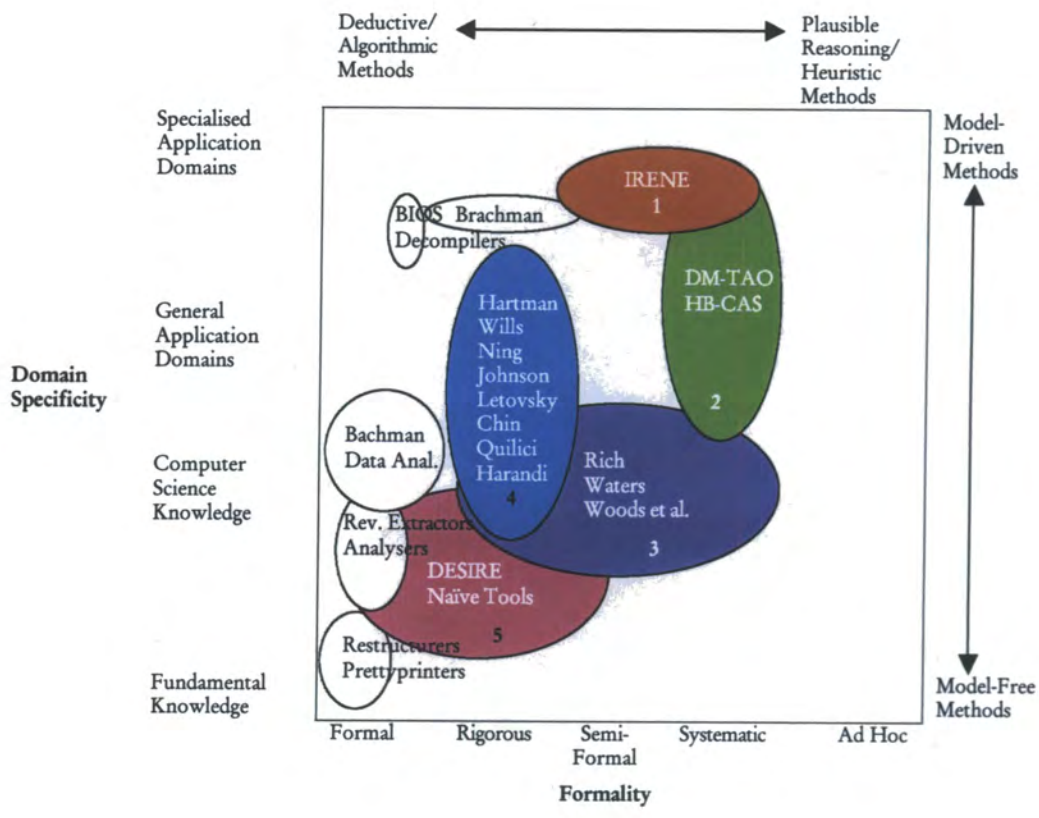 Deductive/
Algorithmic
Methods
Plausible
Reasoning/
Heuristic
Methods
Specialised
Application
Domains
Model-
Driven
Methods
IRENE
1
BIOS Brachman
Decompilers
DM-TAO
HB-CAS
2
General
Application
Domains
Hartman
Wills
Ning
Johnson
Letovsky
Chin
Quilici
Harandi
4
Domain
Specificity
Bachman
Data Anal.
Computer
Science
Knowledge
Rich
Waters
Woods et al.
3
Rev. Extractors
Analysers
DESIRE
Naïve Tools
5
Restructurers
Prettyprinters
Fundamental
Knowledge
Model-Free
Methods
Formal
Rigorous
Semi-
Formal
Systematic
Ad Hoc
Formality